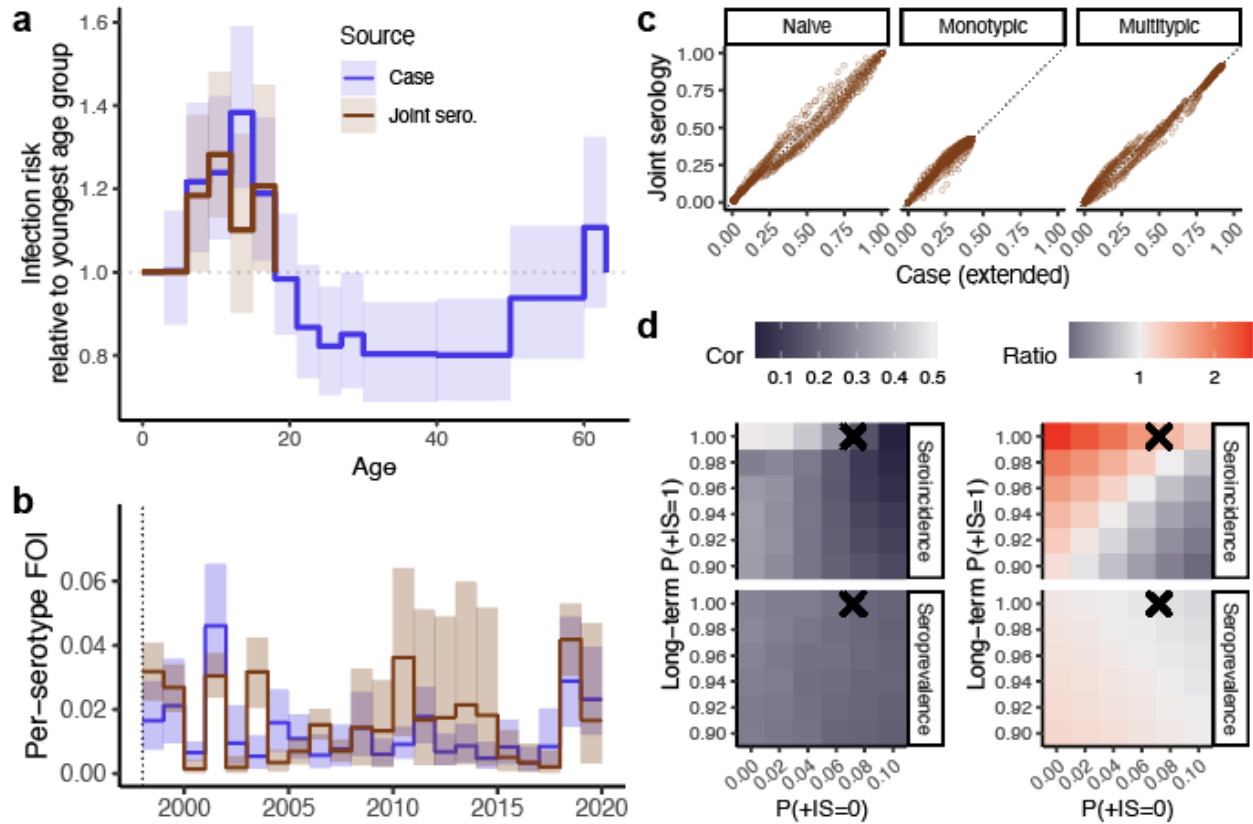 a
Infection risk
relative to youngest age group
1.6
1.4
1.2
1.0
0.8
0
20
40
60
Age
Source
Case
Joint sero.
b
Per-serotype FOI
0.06
0.04
0.02
0.00
2000
2005
2010
2015
2020
c
Naive
Monotypic
Multitypic
Joint serology
1.00
0.75
0.50
0.25
0.00
0.00 0.25 0.50 0.75 1.00
0.00 0.25 0.50 0.75 1.00
0.00 0.25 0.50 0.75 1.00
Case (extended)
d
Cor
0.1 0.2 0.3 0.4 0.5
Ratio
1 2
Long-term P(+IS=1)
1.00
0.98
0.96
0.94
0.92
0.90
Seroincidence
1.00
0.98
0.96
0.94
0.92
0.90
Seroprevalence
0.00 0.02 0.04 0.06 0.08 0.10
P(+IS=0)
Long-term P(+IS=1)
1.00
0.98
0.96
0.94
0.92
0.90
Seroincidence
1.00
0.98
0.96
0.94
0.92
0.90
Seroprevalence
0.00 0.02 0.04 0.06 0.08 0.10
P(+IS=0)